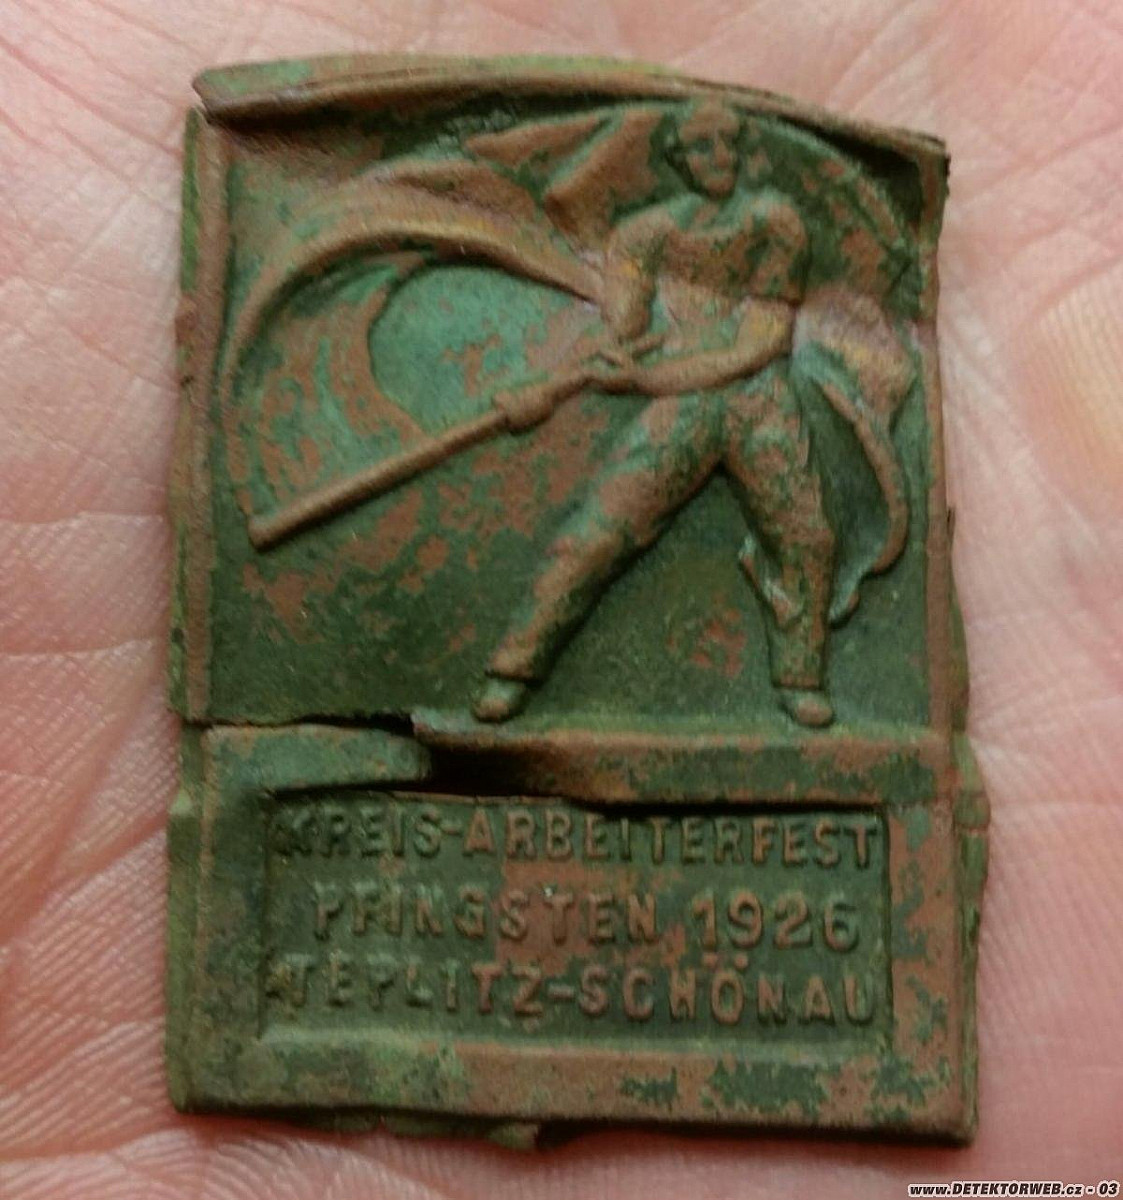 KREIS-ARBEITERFEST
PFINGSTEN 1926
TEPLITZ-SCHÖNAU
www.DETEKTORWEB.cz - 03